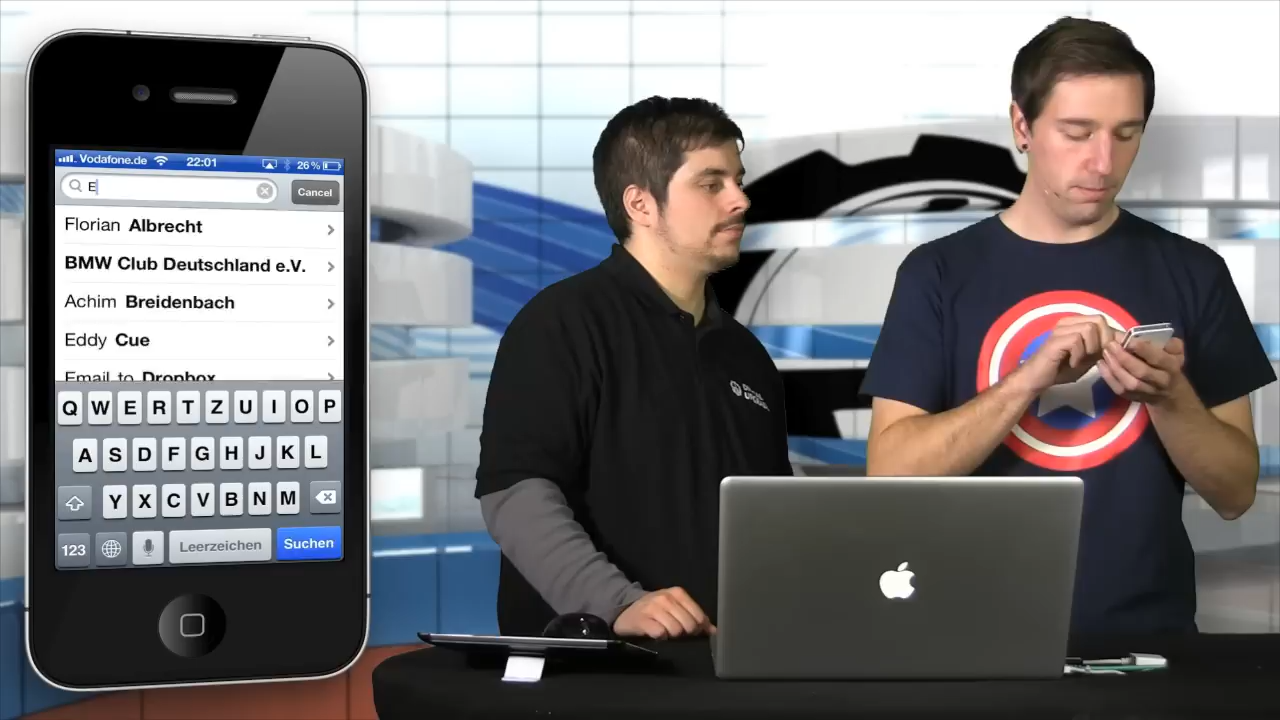 Vodafone.de 22:01 26%
E
Cancel
Florian Albrecht
BMW Club Deutschland e.V.
Achim Breidenbach
Eddy Cue
Email to Dropbox
Q W E R T Z U I O P
A S D F G H J K L
Y X C V B N M
123 Leerzeichen Suchen